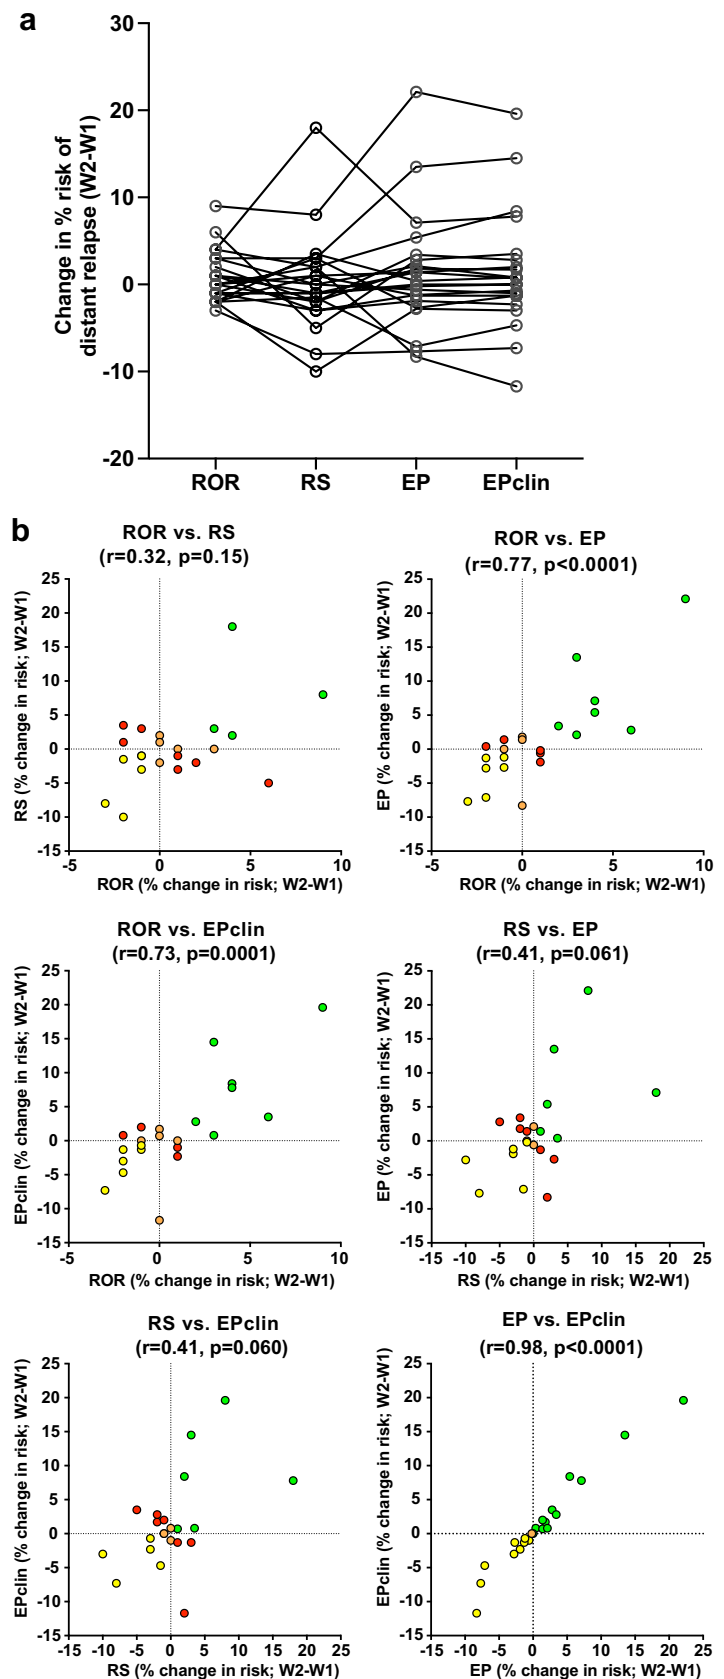 a
30
20
10
0
-10
-20
Change in % risk of
distant relapse (W2-W1)
ROR RS EP EPclin
b
ROR vs. RS
(r=0.32, p=0.15)
25
20
15
10
5
0
-5
-10
-15
RS (% change in risk; W2-W1)
-5 0 5 10
ROR (% change in risk; W2-W1)
ROR vs. EP
(r=0.77, p<0.0001)
25
20
15
10
5
0
-5
-10
-15
EP (% change in risk; W2-W1)
-5 0 5 10
ROR (% change in risk; W2-W1)
ROR vs. EPclin
(r=0.73, p=0.0001)
25
20
15
10
5
0
-5
-10
-15
EPclin (% change in risk; W2-W1)
-5 0 5 10
ROR (% change in risk; W2-W1)
RS vs. EP
(r=0.41, p=0.061)
25
20
15
10
5
0
-5
-10
-15
EP (% change in risk; W2-W1)
-15 -10 -5 0 5 10 15 20 25
RS (% change in risk; W2-W1)
RS vs EPclin
(r=0.41, p=0.060)
25
20
15
10
5
0
-5
-10
-15
EPclin (% change in risk; W2-W1)
-15 -10 -5 0 5 10 15 20 25
RS (% change in risk; W2-W1)
EP vs. EPclin
(r=0.98, p<0.0001)
25
20
15
10
5
0
-5
-10
-15
EPclin (% change in risk; W2-W1)
-15 -10 -5 0 5 10 15 20 25
EP (% change in risk; W2-W1)